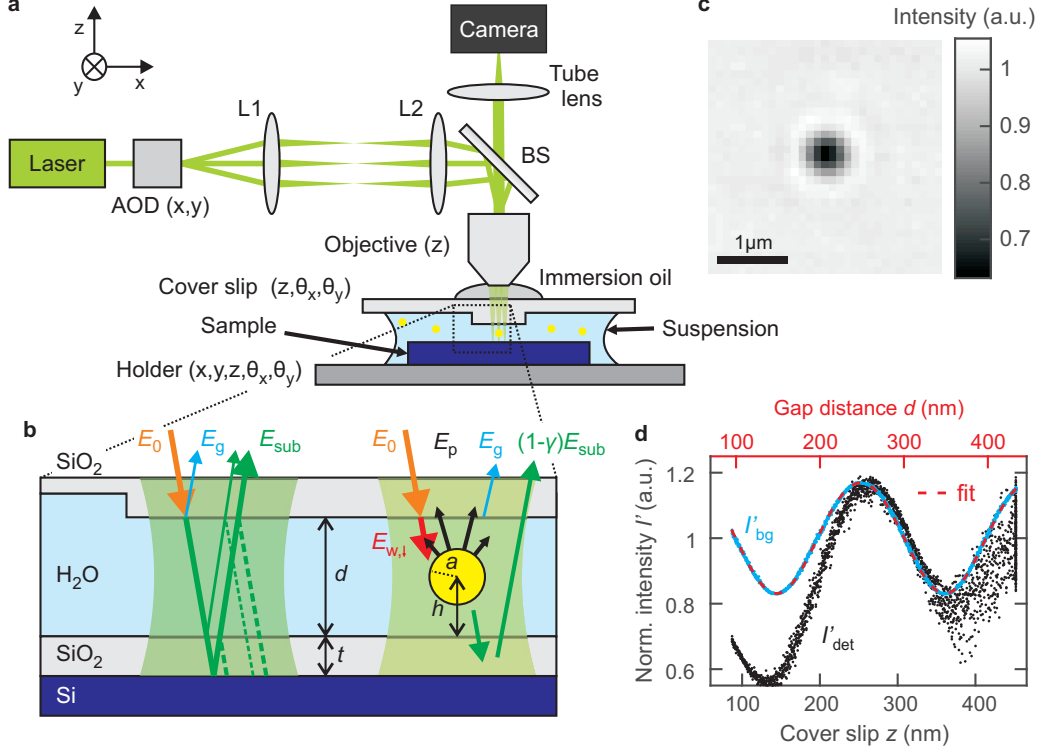 a
z
y
x
Laser
AOD (x,y)
L1
L2
Camera
Tube
lens
BS
Objective (z)
Immersion oil
Cover slip (z,θx,θy)
Sample
Suspension
Holder (x,y,z,θx,θy)
b
E0
Eg
Esub
E0
Ep
Eg
(1-γ)Esub
SiO2
Ew,↓
a
H2O
d
h
SiO2
t
Si
c
Intensity (a.u.)
1
0.9
0.8
0.7
1µm
d
Gap distance d (nm)
100
200
300
400
1.2
1
0.8
0.6
Norm. intensity I' (a.u.)
fit
I'bg
I'det
100
200
300
400
Cover slip z (nm)